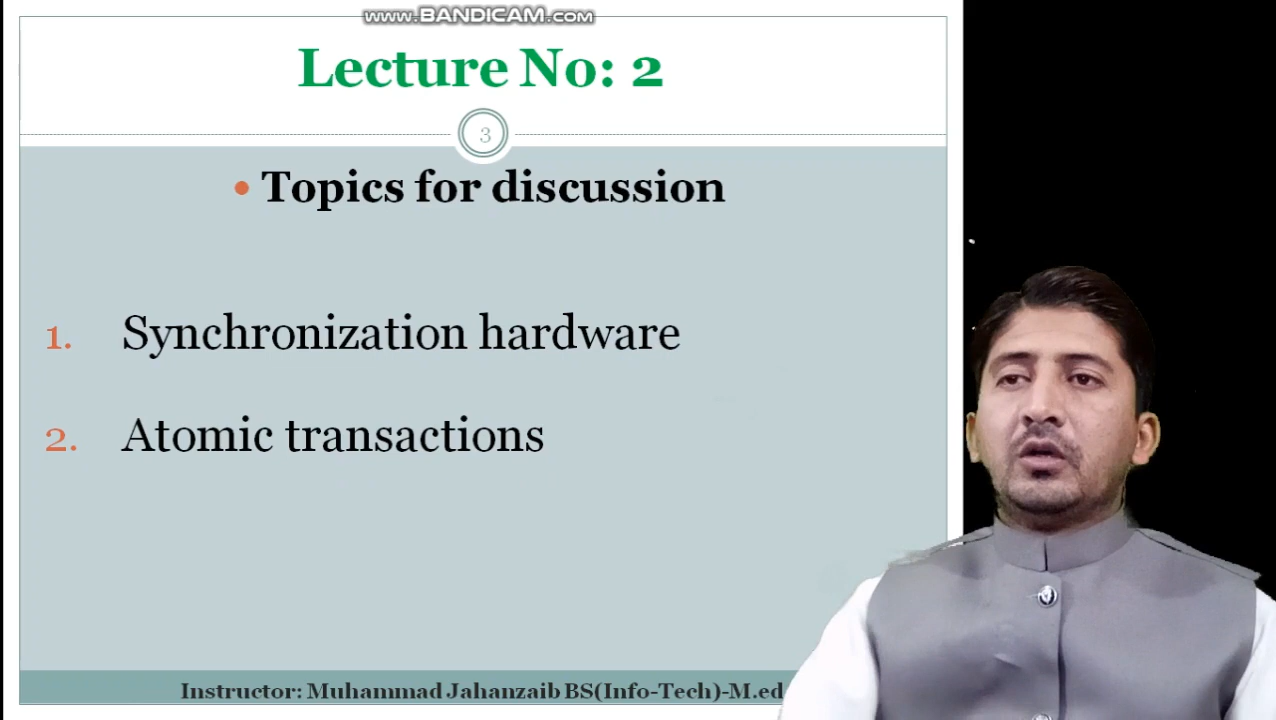 www.BANDICAM.com
Lecture No: 2
3
• Topics for discussion
1. Synchronization hardware
2. Atomic transactions
Instructor: Muhammad Jahanzaib BS(Info-Tech)-M.ed